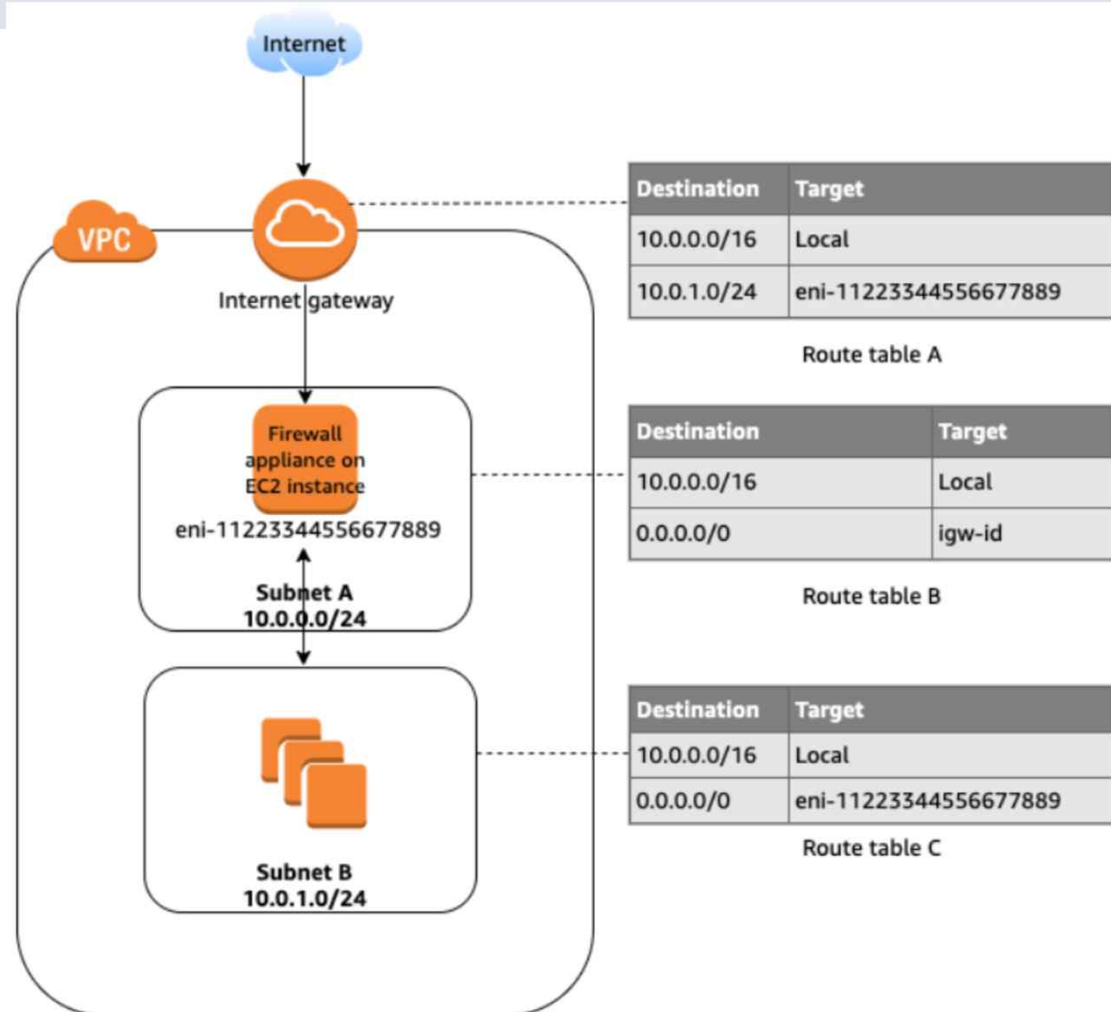 Internet
VPC
Internet gateway
Destination Target
10.0.0.0/16 Local
10.0.1.0/24 eni-11223344556677889
Route table A
Firewall
appliance on
EC2 instance
eni-11223344556677889
Subnet A
10.0.0.0/24
Destination Target
10.0.0.0/16 Local
0.0.0.0/0 igw-id
Route table B
Subnet B
10.0.1.0/24
Destination Target
10.0.0.0/16 Local
0.0.0.0/0 eni-11223344556677889
Route table C